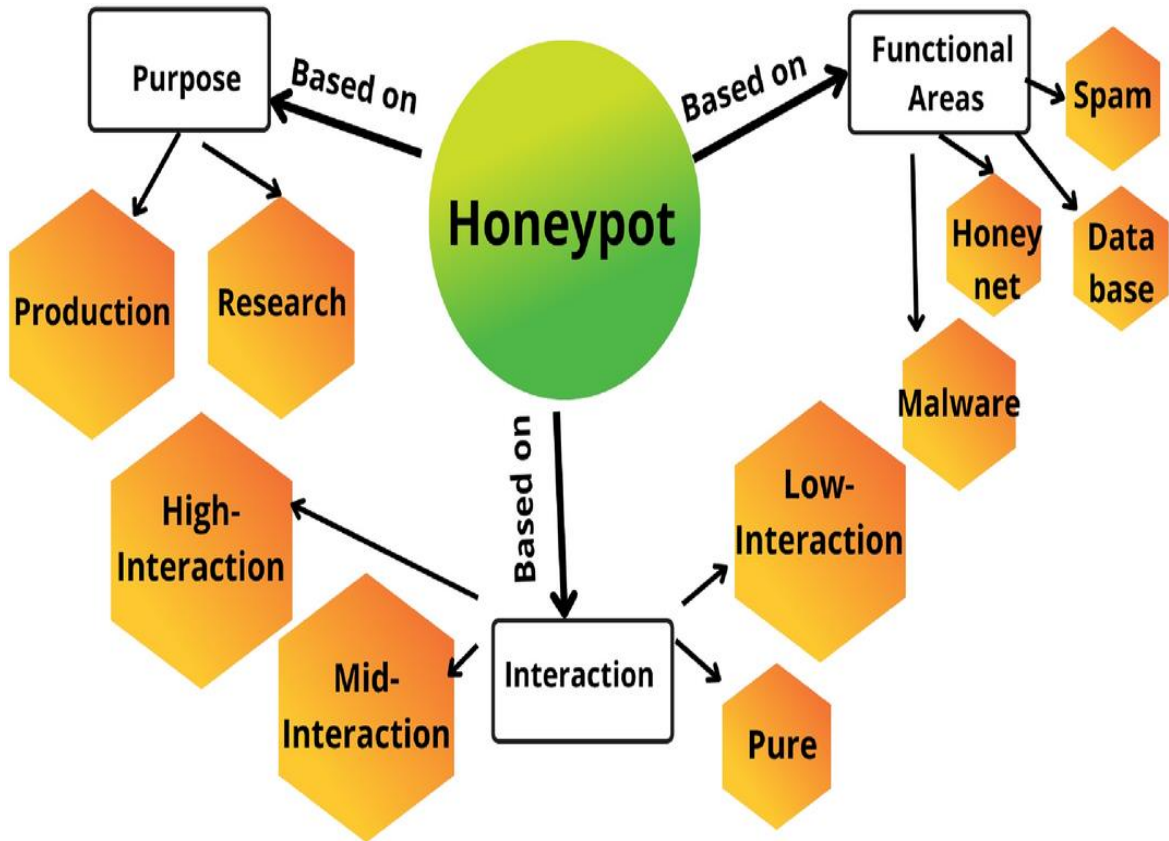 Purpose
Based on
Honeypot
Based on
Functional
Areas
Spam
Honey
net
Data
base
Malware
Production
Research
Based on
High-
Interaction
Mid-
Interaction
Interaction
Low-
Interaction
Pure